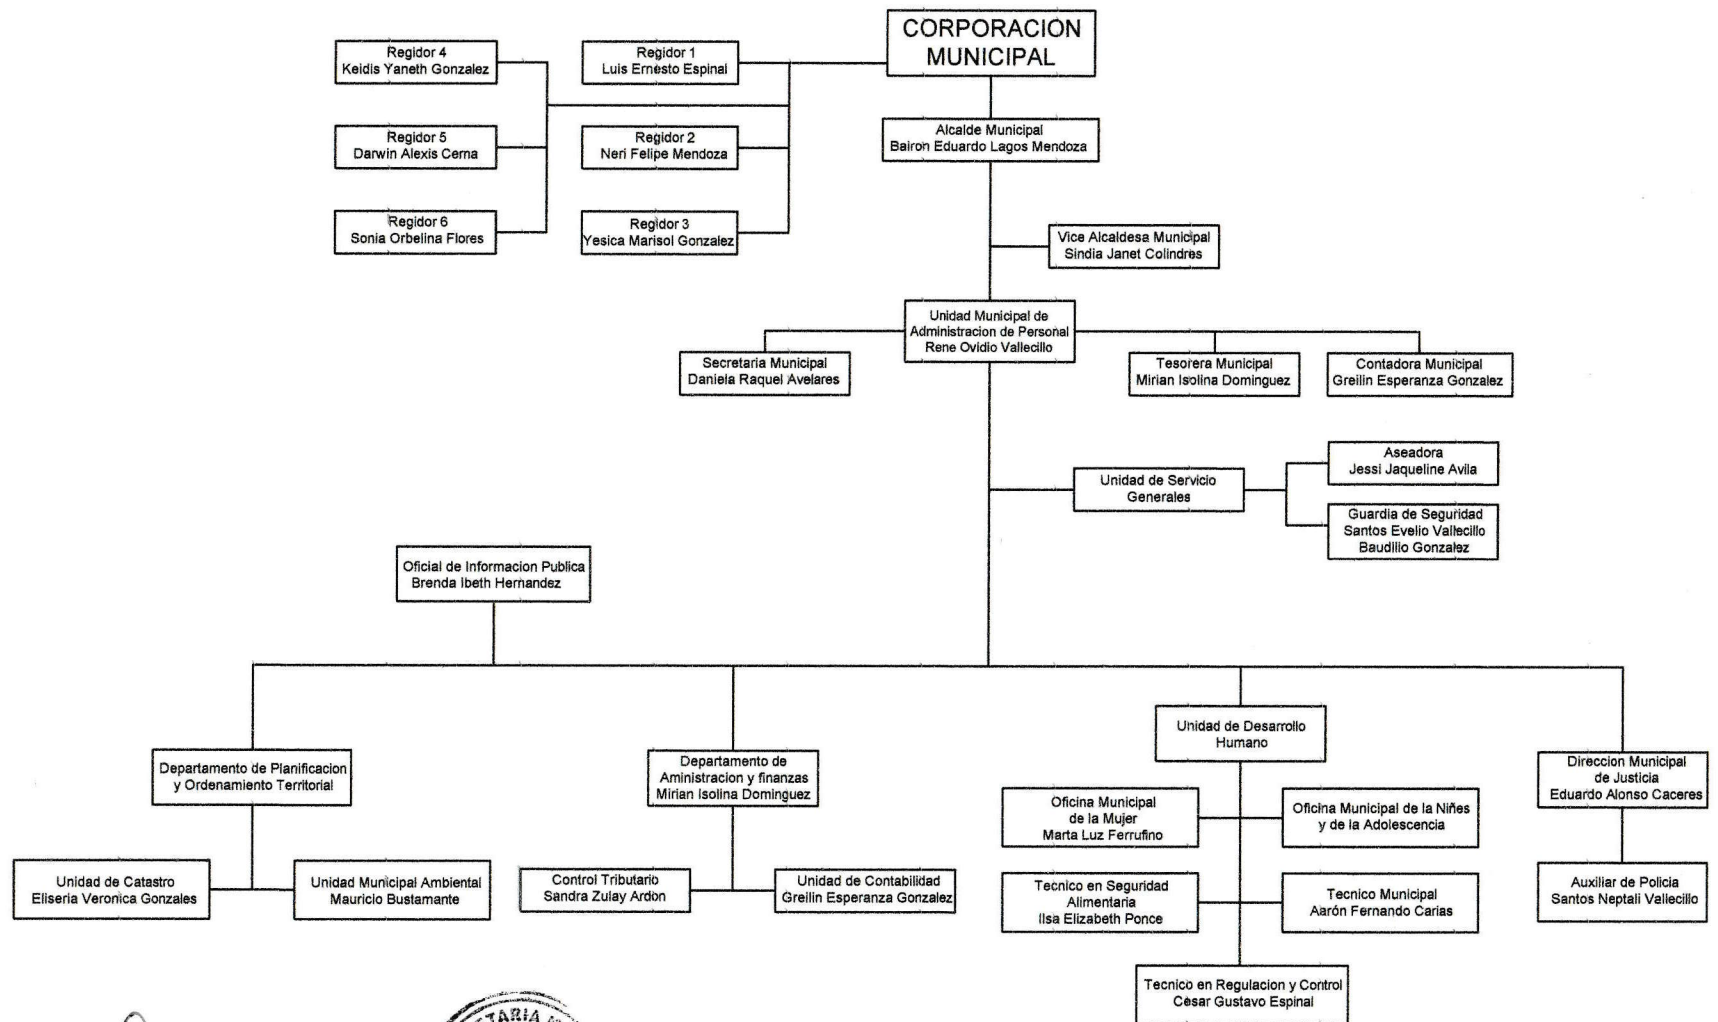 CORPORACION
MUNICIPAL
Regidor 4
Keidis Yaneth Gonzalez
Regidor 1
Luis Ernesto Espinal
Alcalde Municipal
Bairon Eduardo Lagos Mendoza
Regidor 5
Darwin Alexis Cerna
Regidor 2
Neri Felipe Mendoza
Regidor 6
Sonia Orbelina Flores
Regidor 3
Yesica Marisol Gonzalez
Vice Alcaldesa Municipal
Sindia Janet Colindres
Unidad Municipal de
Administracion de Personal
Rene Ovidio Vallecillo
Secretaria Municipal
Daniela Raquel Avelares
Tesorera Municipal
Mirian Isolina Dominguez
Contadora Municipal
Greilin Esperanza Gonzalez
Unidad de Servicio
Generales
Aseadora
Jessi Jaqueline Avila
Guardia de Seguridad
Santos Evelio Vallecillo
Baudilio Gonzalez
Oficial de Informacion Publica
Brenda Ibeth Hernandez
Departamento de Planificacion
y Ordenamiento Territorial
Departamento de
Aministracion y finanzas
Mirian Isolina Dominguez
Unidad de Desarrollo
Humano
Direccion Municipal
de Justicia
Eduardo Alonso Caceres
Oficina Municipal
de la Mujer
Marta Luz Ferrufino
Oficina Municipal de la Niñes
y de la Adolescencia
Unidad de Catastro
Eliseria Veronica Gonzales
Unidad Municipal Ambiental
Mauricio Bustamante
Control Tributario
Sandra Zulay Ardon
Unidad de Contabilidad
Greilin Esperanza Gonzalez
Tecnico en Seguridad
Alimentaria
Ilsa Elizabeth Ponce
Tecnico Municipal
Aarón Fernando Carias
Auxiliar de Policia
Santos Neptali Vallecillo
Tecnico en Regulacion y Control
César Gustavo Espinal